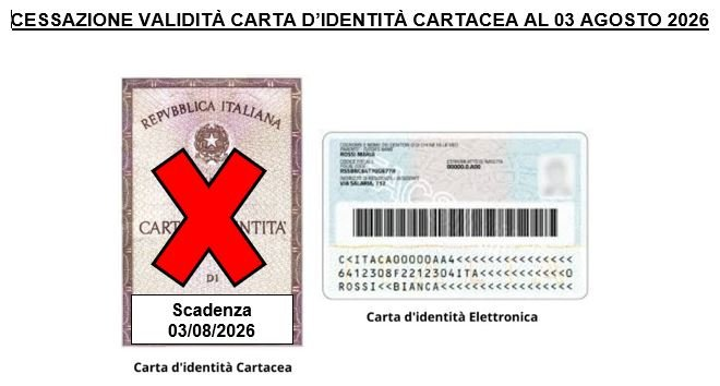 CESSAZIONE VALIDITÀ CARTA D’IDENTITÀ CARTACEA AL 03 AGOSTO 2026
REPVBBLICA ITALIANA
CARTA D'IDENTITA'
DI
Scadenza
03/08/2026
Carta d'identità Cartacea
ROSSI BIANCA
VIA SALARIA, 712
C<ITACA00000AA4<<<<<<<<<<<<<<<
6412308F2212304ITA<<<<<<<<<<<0
ROSSI<<BIANCA<<<<<<<<<<<<<<<<<
Carta d'identità Elettronica